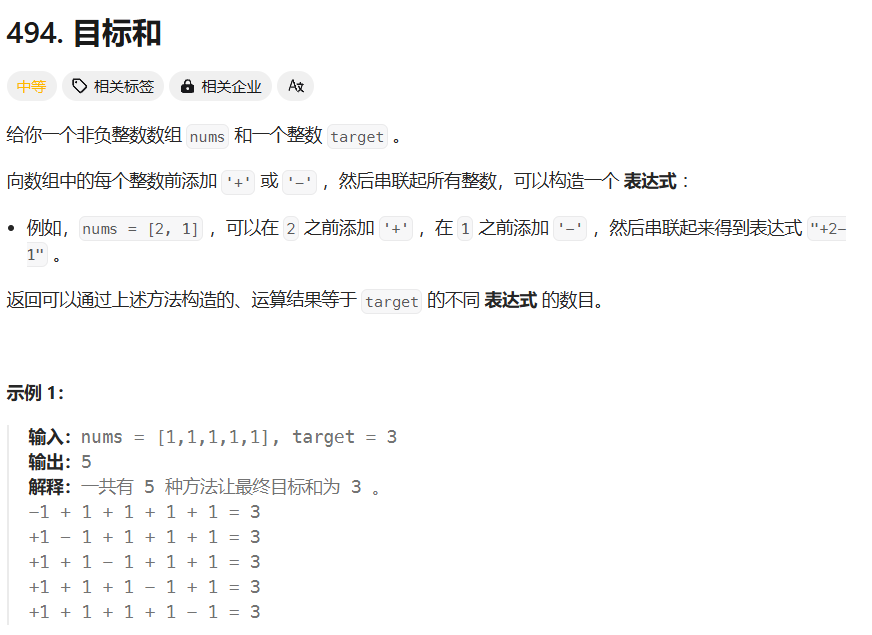 494. 目标和
中等 相关标签 相关企业
给你一个非负整数数组 nums 和一个整数 target 。
向数组中的每个整数前添加 '+' 或 '-' ，然后串联起所有整数，可以构造一个 表达式 ：
• 例如，nums = [2, 1] ，可以在 2 之前添加 '+' ，在 1 之前添加 '-' ，然后串联起来得到表达式 "+2-
1" 。
返回可以通过上述方法构造的、运算结果等于 target 的不同 表达式 的数目。
示例 1：
输入：nums = [1,1,1,1,1], target = 3
输出：5
解释：一共有 5 种方法让最终目标和为 3 。
-1 + 1 + 1 + 1 + 1 = 3
+1 - 1 + 1 + 1 + 1 = 3
+1 + 1 - 1 + 1 + 1 = 3
+1 + 1 + 1 - 1 + 1 = 3
+1 + 1 + 1 + 1 - 1 = 3